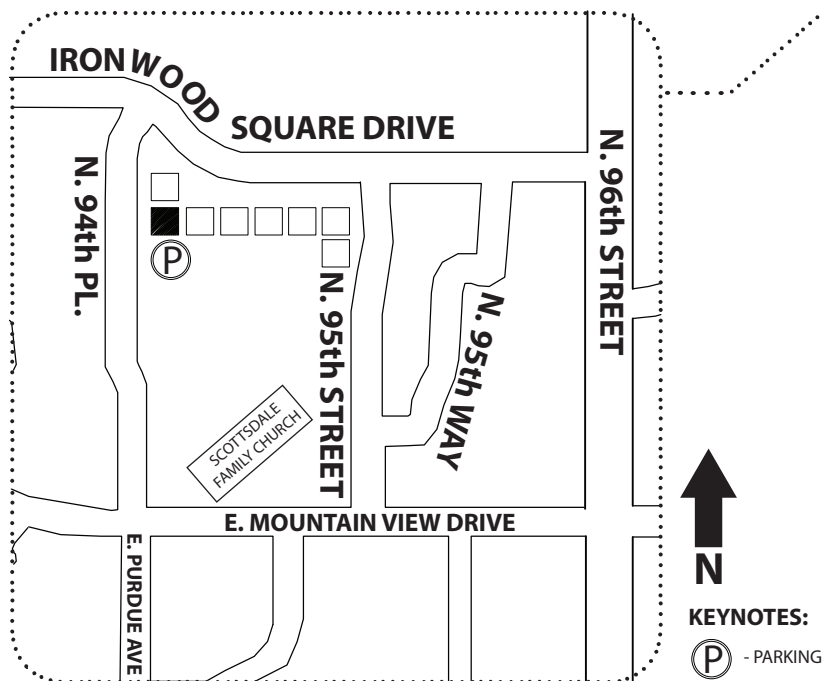 IRONWOOD
SQUARE DRIVE
N. 94th PL.
N. 96th STREET
P
N. 95th STREET
N. 95th WAY
SCOTTSDALE
FAMILY CHURCH
E. MOUNTAIN VIEW DRIVE
E. PURDUE AVE
N
KEYNOTES:
P - PARKING